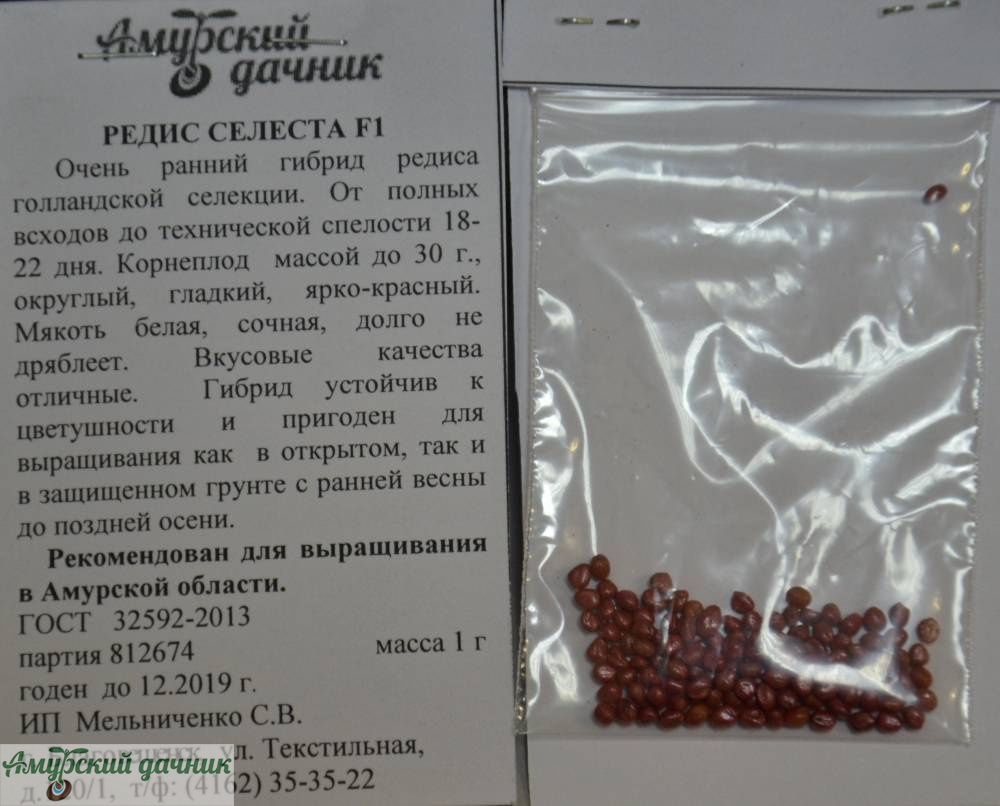 Амурский
дачник
РЕДИС СЕЛЕСТА F1
Очень ранний гибрид редиса
голландской селекции. От полных
всходов до технической спелости 18-
22 дня. Корнеплод массой до 30 г.,
округлый, гладкий, ярко-красный.
Мякоть белая, сочная, долго не
дряблеет. Вкусовые качества
отличные. Гибрид устойчив к
цветушности и пригоден для
выращивания как в открытом, так и
в защищенном грунте с ранней весны
до поздней осени.
Рекомендован для выращивания
в Амурской области.
ГОСТ 32592-2013
партия 812674 масса 1 г
годен до 12.2019 г.
ИП Мельниченко С.В.
ул. Текстильная,
т/ф: (4162) 35-35-22
Амурский дачник